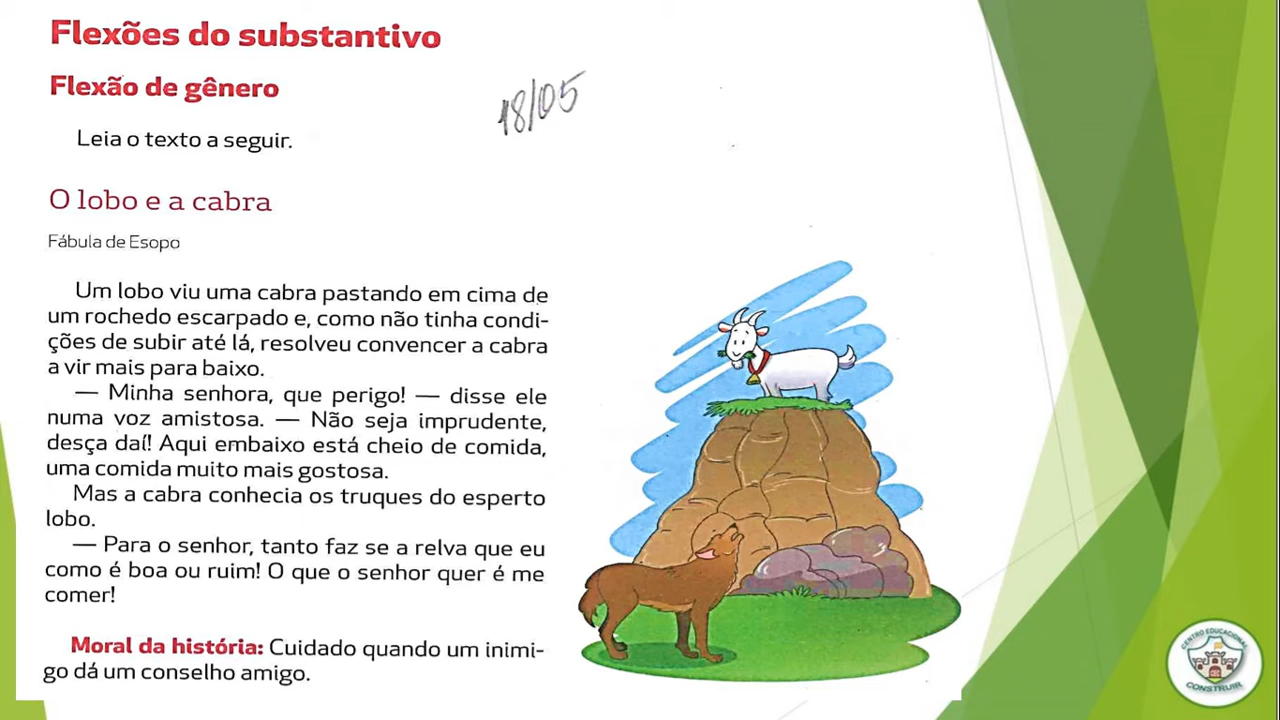 Flexões do substantivo
Flexão de gênero
18/05
Leia o texto a seguir.
O lobo e a cabra
Fábula de Esopo
Um lobo viu uma cabra pastando em cima de
um rochedo escarpado e, como não tinha condi-
ções de subir até lá, resolveu convencer a cabra
a vir mais para baixo.
— Minha senhora, que perigo! — disse ele
numa voz amistosa. — Não seja imprudente,
desça daí! Aqui embaixo está cheio de comida,
uma comida muito mais gostosa.
Mas a cabra conhecia os truques do esperto
lobo.
— Para o senhor, tanto faz se a relva que eu
como é boa ou ruim! O que o senhor quer é me
comer!
Moral da história: Cuidado quando um inimi-
go dá um conselho amigo.
CENTRO EDUCACIONAL
CONSTRUIR